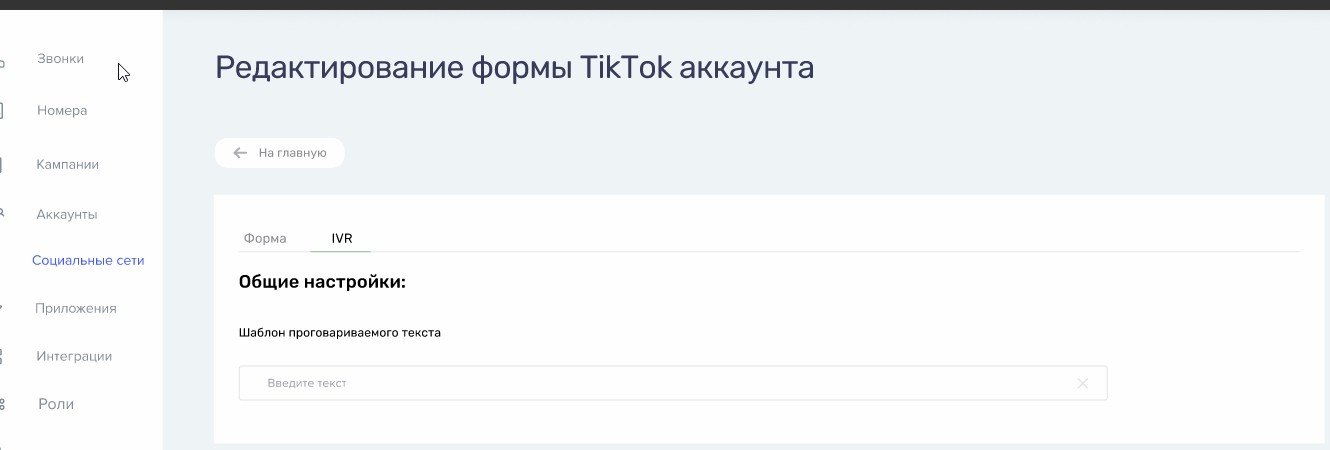 Звонки
Номера
Кампании
Аккаунты
Социальные сети
Приложения
Интеграции
Роли
Редактирование формы TikTok аккаунта
На главную
Форма
IVR
Общие настройки:
Шаблон проговариваемого текста
Введите текст